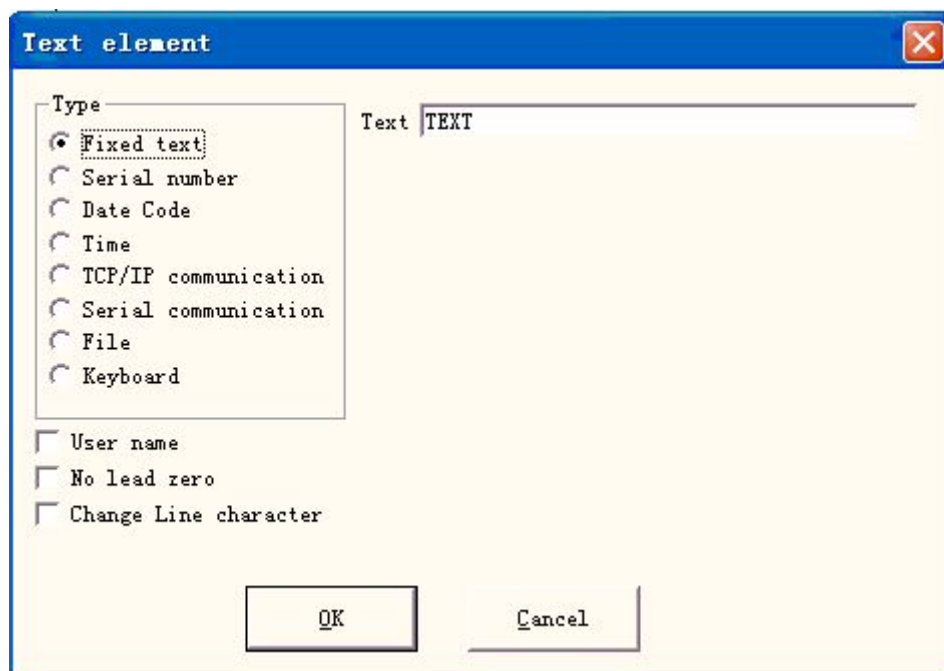 Text element
Type
Fixed text
Serial number
Date Code
Time
TCP/IP communication
Serial communication
File
Keyboard
Text TEXT
User name
No lead zero
Change Line character
OK
Cancel